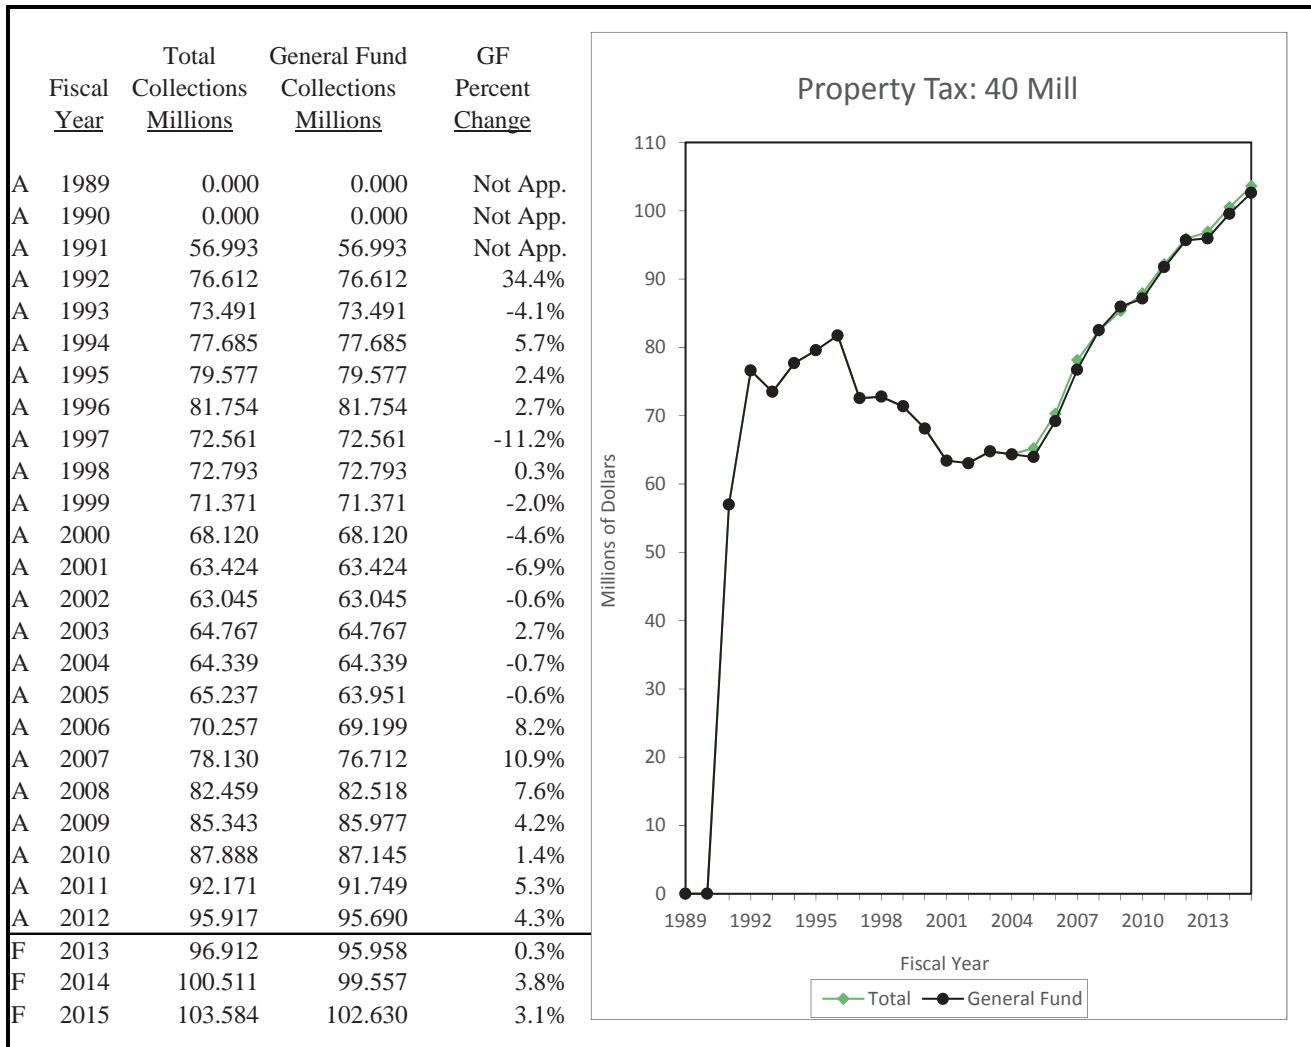 Total General Fund GF
Fiscal Collections Collections Percent
Year Millions Millions Change
A 1989 0.000 0.000 Not App.
A 1990 0.000 0.000 Not App.
A 1991 56.993 56.993 Not App.
A 1992 76.612 76.612 34.4%
A 1993 73.491 73.491 -4.1%
A 1994 77.685 77.685 5.7%
A 1995 79.577 79.577 2.4%
A 1996 81.754 81.754 2.7%
A 1997 72.561 72.561 -11.2%
A 1998 72.793 72.793 0.3%
A 1999 71.371 71.371 -2.0%
A 2000 68.120 68.120 -4.6%
A 2001 63.424 63.424 -6.9%
A 2002 63.045 63.045 -0.6%
A 2003 64.767 64.767 2.7%
A 2004 64.339 64.339 -0.7%
A 2005 65.237 63.951 -0.6%
A 2006 70.257 69.199 8.2%
A 2007 78.130 76.712 10.9%
A 2008 82.459 82.518 7.6%
A 2009 85.343 85.977 4.2%
A 2010 87.888 87.145 1.4%
A 2011 92.171 91.749 5.3%
A 2012 95.917 95.690 4.3%
F 2013 96.912 95.958 0.3%
F 2014 100.511 99.557 3.8%
F 2015 103.584 102.630 3.1%
Property Tax: 40 Mill
110
100
90
80
70
60
50
40
30
20
10
0
Millions of Dollars
1989 1992 1995 1998 2001 2004 2007 2010 2013
Fiscal Year
Total General Fund